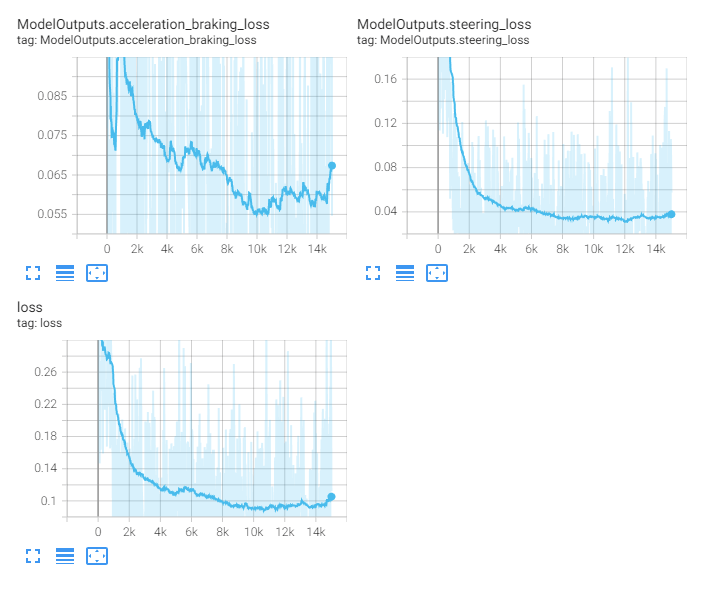 ModelOutputs.acceleration_braking_loss
tag: ModelOutputs.acceleration_braking_loss
0.085
0.075
0.065
0.055
0 2k 4k 6k 8k 10k 12k 14k
ModelOutputs.steering_loss
tag: ModelOutputs.steering_loss
0.16
0.12
0.08
0.04
0 2k 4k 6k 8k 10k 12k 14k
loss
tag: loss
0.26
0.22
0.18
0.14
0.1
0 2k 4k 6k 8k 10k 12k 14k